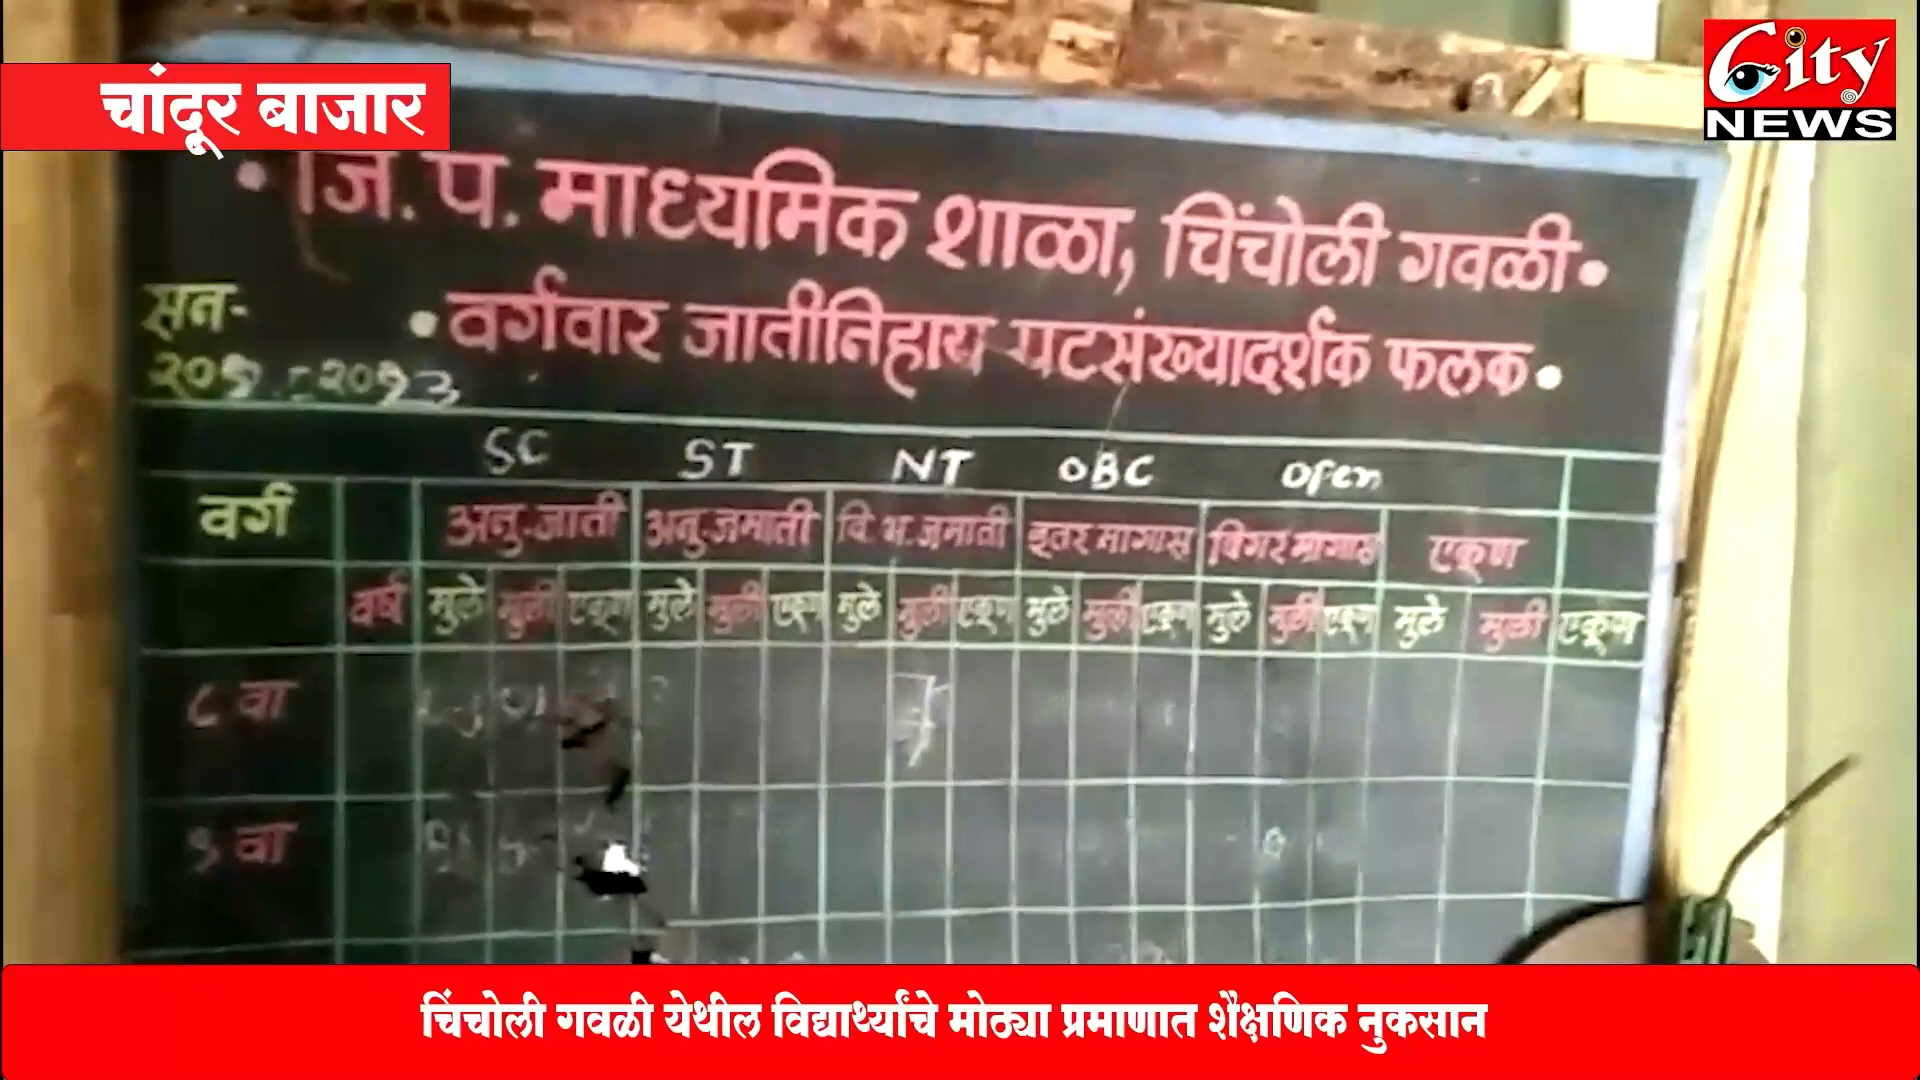 चांदूर बाजार
City
NEWS
• जि. प. माध्यमिक शाळा, चिंचोली गवळी •
• वर्गवार जातीनिहाय पटसंख्यादर्शक फलक •
सन-
SC ST NT OBC Open
वर्ग अनु.जाती अनु.जमाती वि.भ.जमाती इतर मागास बिगर मागास एकूण
वर्ष मुले मुली एकूण मुले मुली एकूण मुले मुली एकूण मुले मुली एकूण मुले मुली एकूण मुले मुली एकूण
८ वा
९ वा
चिंचोली गवळी येथील विद्यार्थ्यांचे मोठ्या प्रमाणात शैक्षणिक नुकसान